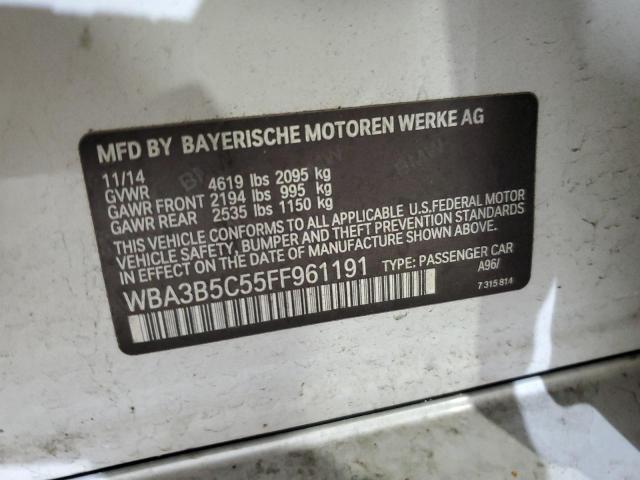 MFD BY BAYERISCHE MOTOREN WERKE AG
11/14
GVWR 4619 lbs 2095 kg
GAWR FRONT 2194 lbs 995 kg
GAWR REAR 2535 lbs 1150 kg
THIS VEHICLE CONFORMS TO ALL APPLICABLE U.S.FEDERAL MOTOR
VEHICLE SAFETY, BUMPER AND THEFT PREVENTION STANDARDS
IN EFFECT ON THE DATE OF MANUFACTURE SHOWN ABOVE.
WBA3B5C55FF961191 TYPE: PASSENGER CAR
A96/
7 315 814